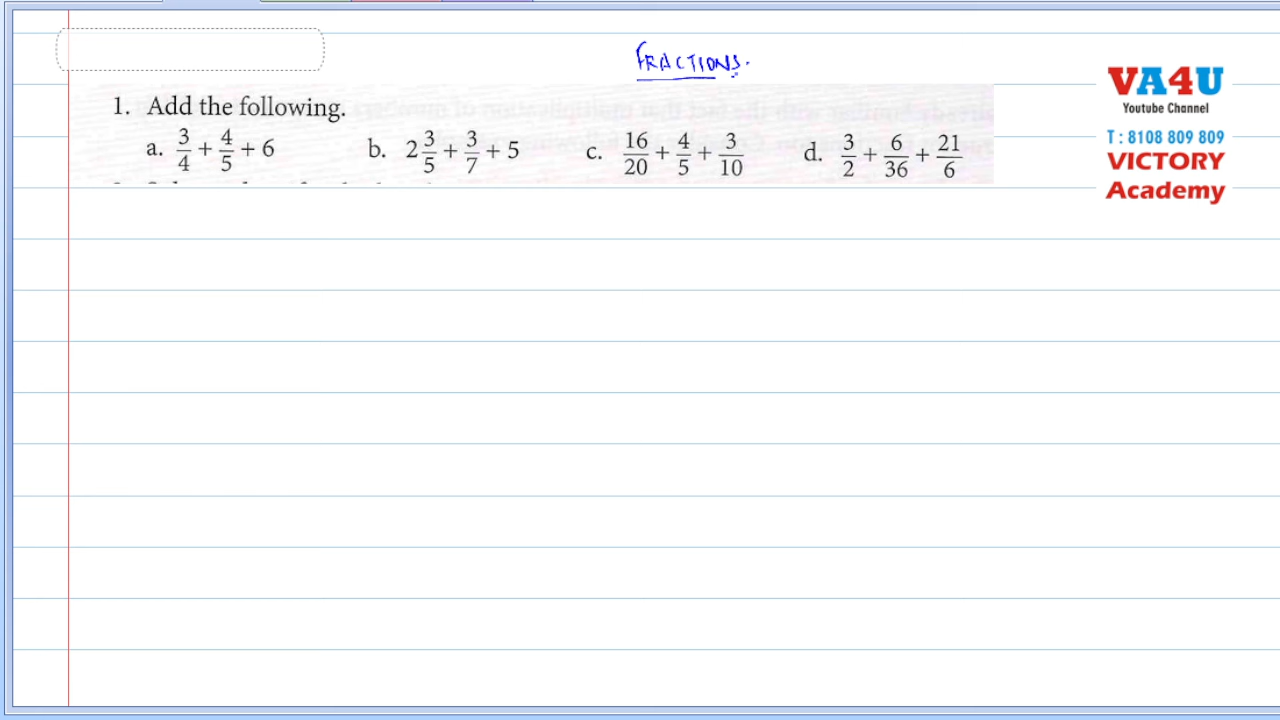 FRACTIONS.
1. Add the following.
a. 3/4 + 4/5 + 6 b. 2 3/5 + 3/7 + 5 c. 16/20 + 4/5 + 3/10 d. 3/2 + 6/36 + 21/6
VA4U
Youtube Channel
T : 8108 809 809
VICTORY
Academy